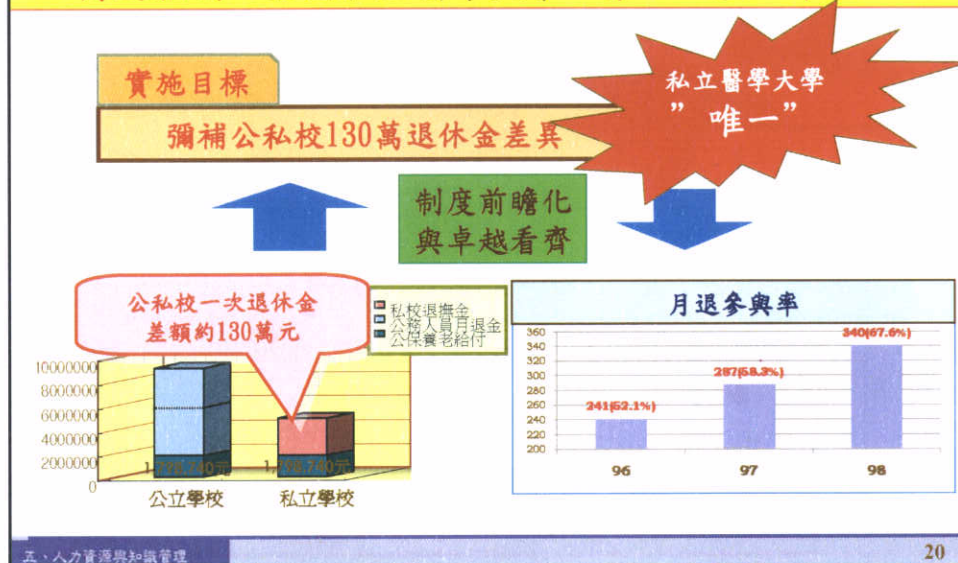 實施目標
彌補公私校130萬退休金差異
私立醫學大學
”唯一”
制度前瞻化
與卓越看齊
公私校一次退休金
差額約130萬元
私校退撫金
公務人員月退金
公保養老給付
10000000
8000000
6000000
4000000
2000000
0
公立學校
私立學校
月退參與率
360
340
320
300
280
260
240
220
200
241(52.1%)
287(58.3%)
340(67.6%)
96
97
98
五、人力資源與知識管理
20